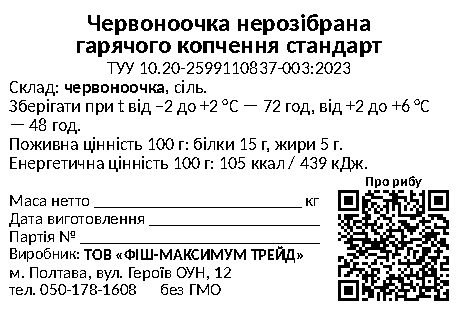 Червоноочка нерозібрана
гарячого копчення стандарт
ТУУ 10.20-2599110837-003:2023
Склад: червоноочка, сіль.
Зберігати при t від –2 до +2 °С — 72 год, від +2 до +6 °С
— 48 год.
Поживна цінність 100 г: білки 15 г, жири 5 г.
Енергетична цінність 100 г: 105 ккал / 439 кДж.
Про рибу
Маса нетто ____________________________ кг
Дата виготовлення ________________________
Партія № __________________________________
Виробник: ТОВ «ФІШ-МАКСИМУМ ТРЕЙД»
м. Полтава, вул. Героїв ОУН, 12
тел. 050-178-1608 без ГМО